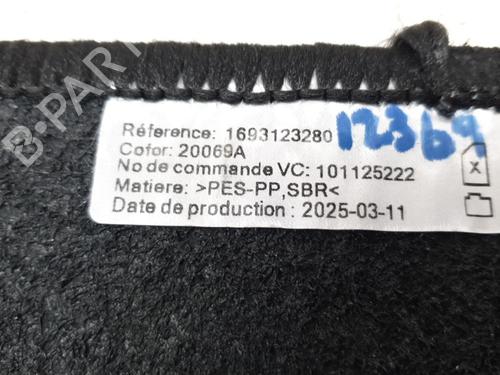 Réference: 1693123280
12369
Cofor: 20069A
No de commande VC: 101125222
Matiere: >PES-PP,SBR<
Date de production : 2025-03-11
x
B-PARTS